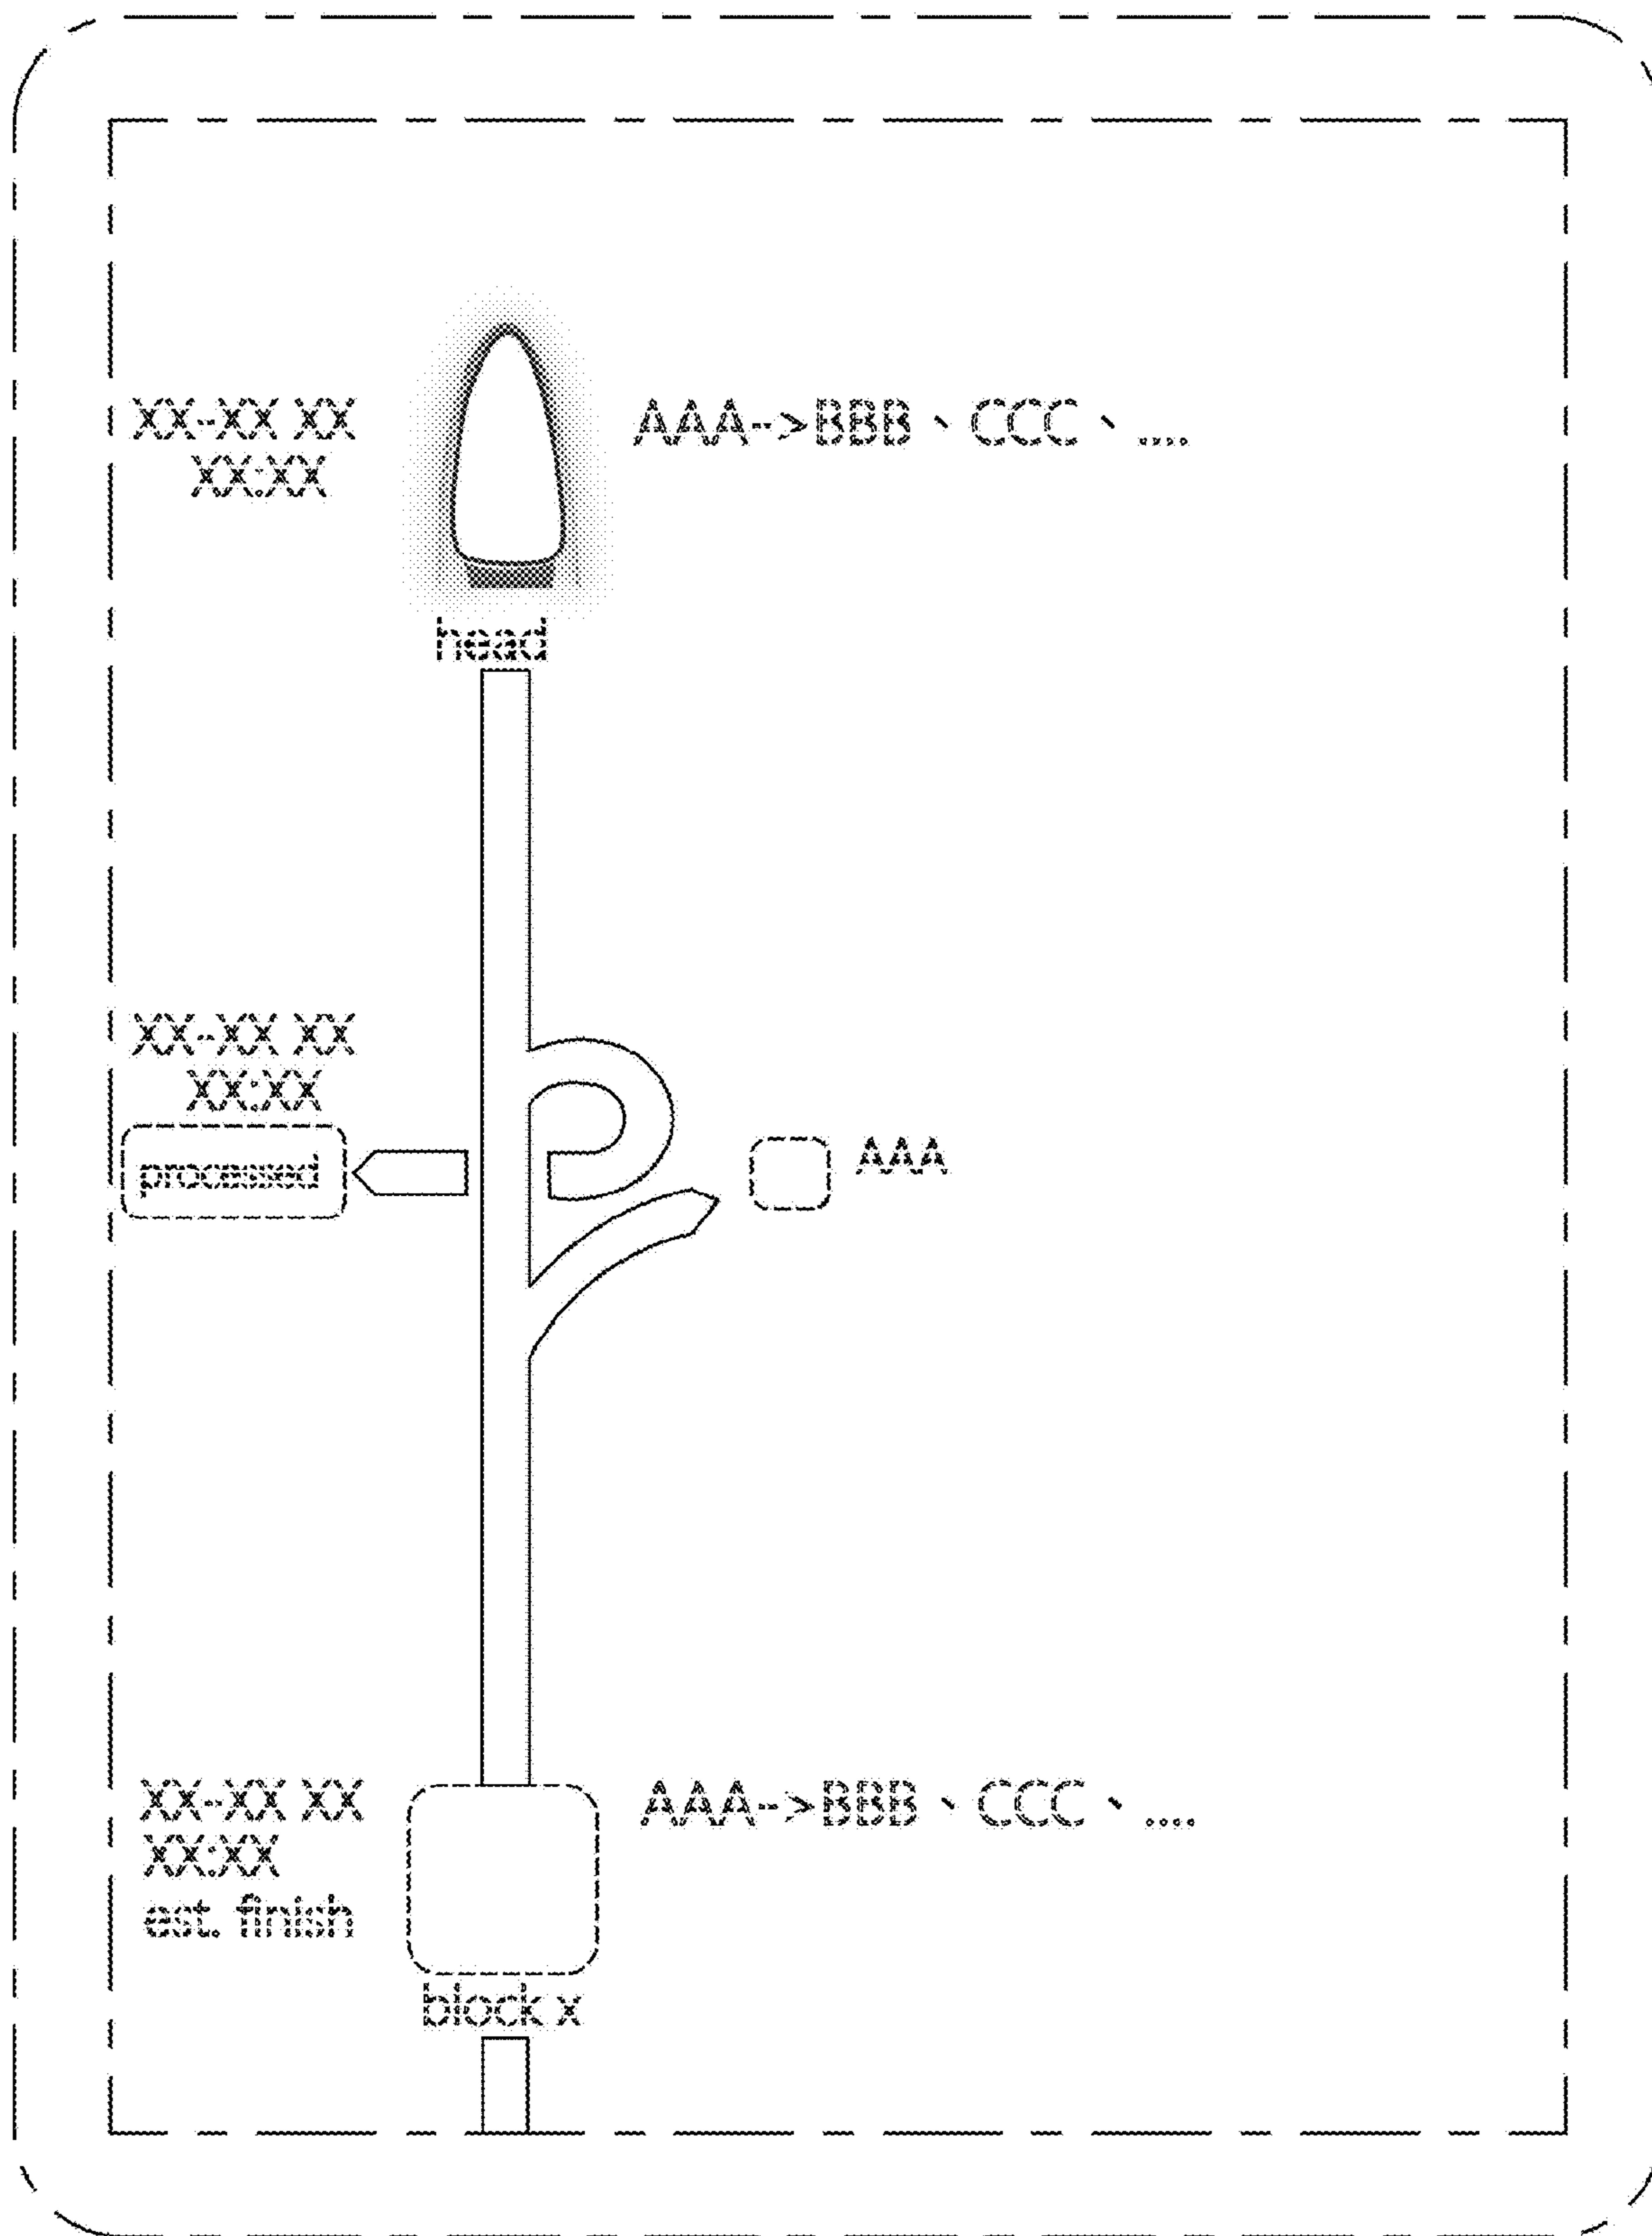 XX-XX XX
XX:XX
AAA-->BBB、CCC、....
head
XX-XX XX
XX:XX
processed
AAA
XX-XX XX
XX:XX
est. finish
AAA-->BBB、CCC、....
block x